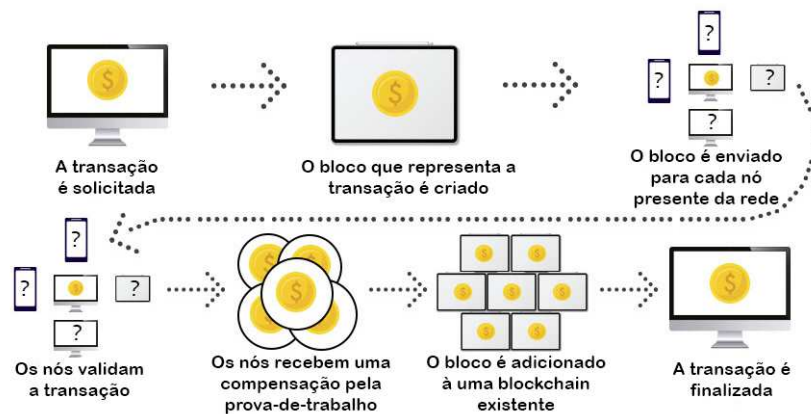 A transação
é solicitada
O bloco que representa a
transação é criado
O bloco é enviado
para cada nó
presente da rede
Os nós validam
a transação
Os nós recebem uma
compensação pela
prova-de-trabalho
O bloco é adicionado
à uma blockchain
existente
A transação é
finalizada